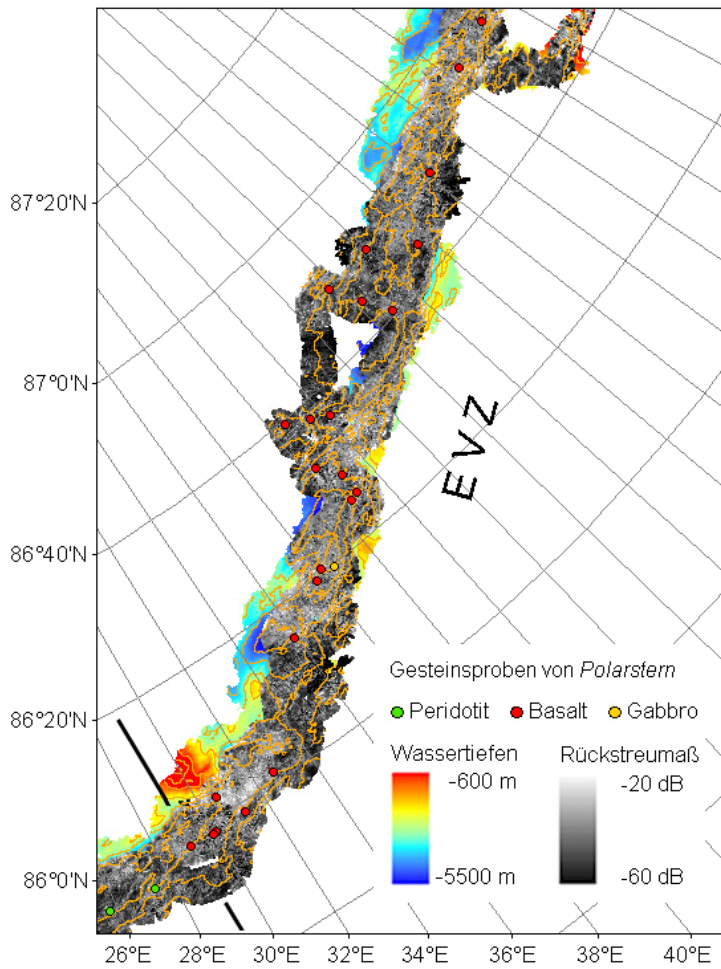 87°20'N
87°0'N
86°40'N
86°20'N
86°0'N
EVZ
Gesteinsproben von Polarstern
Peridotit Basalt Gabbro
Wassertiefen Rückstreumaß
-600 m -20 dB
-5500 m -60 dB
26°E 28°E 30°E 32°E 34°E 36°E 38°E 40°E